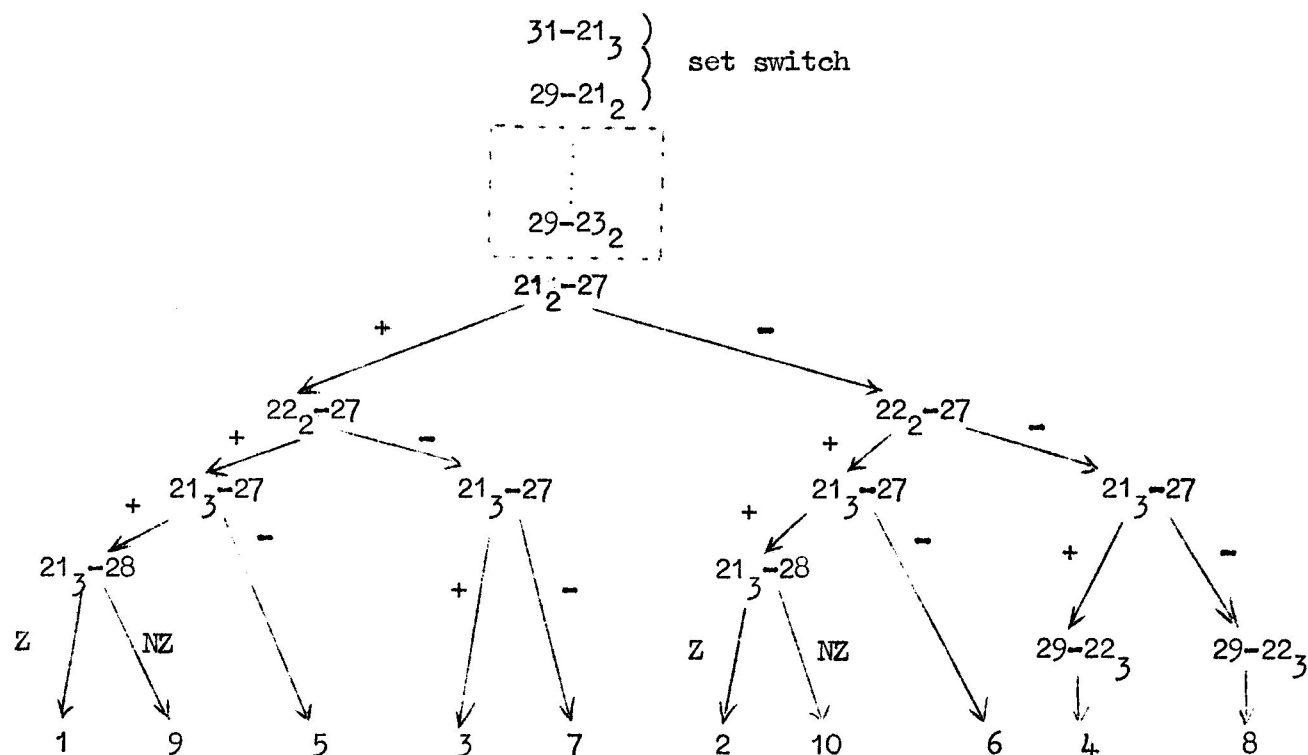 31-21₃ )
) set switch
29-21₂ )
29-23₂
21₂-27
+ -
22₂-27 22₂-27
+ - + -
21₃-27 21₃-27 21₃-27 21₃-27
+ - + - + - + -
21₃-28 21₃-28
Z NZ Z NZ 29-22₃ 29-22₃
1 9 5 3 7 2 10 6 4 8